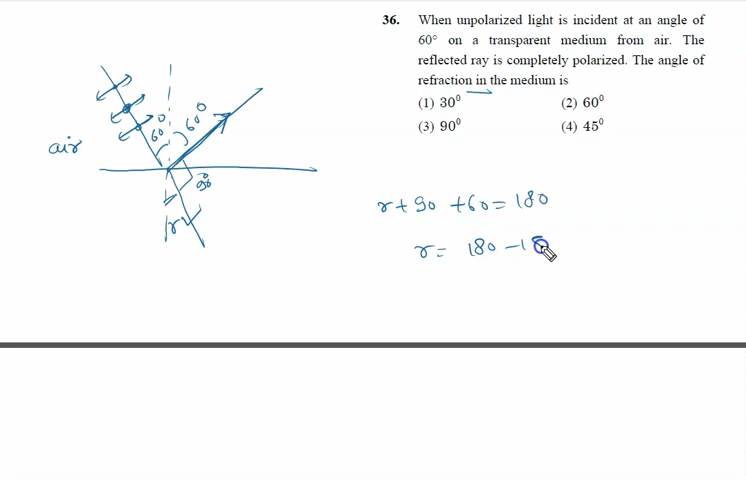 36. When unpolarized light is incident at an angle of
60° on a transparent medium from air. The
reflected ray is completely polarized. The angle of
refraction in the medium is
(1) 30⁰ (2) 60⁰
(3) 90⁰ (4) 45⁰
air
60⁰
60⁰
90
r
r + 90 + 60 = 180
r = 180 - 15